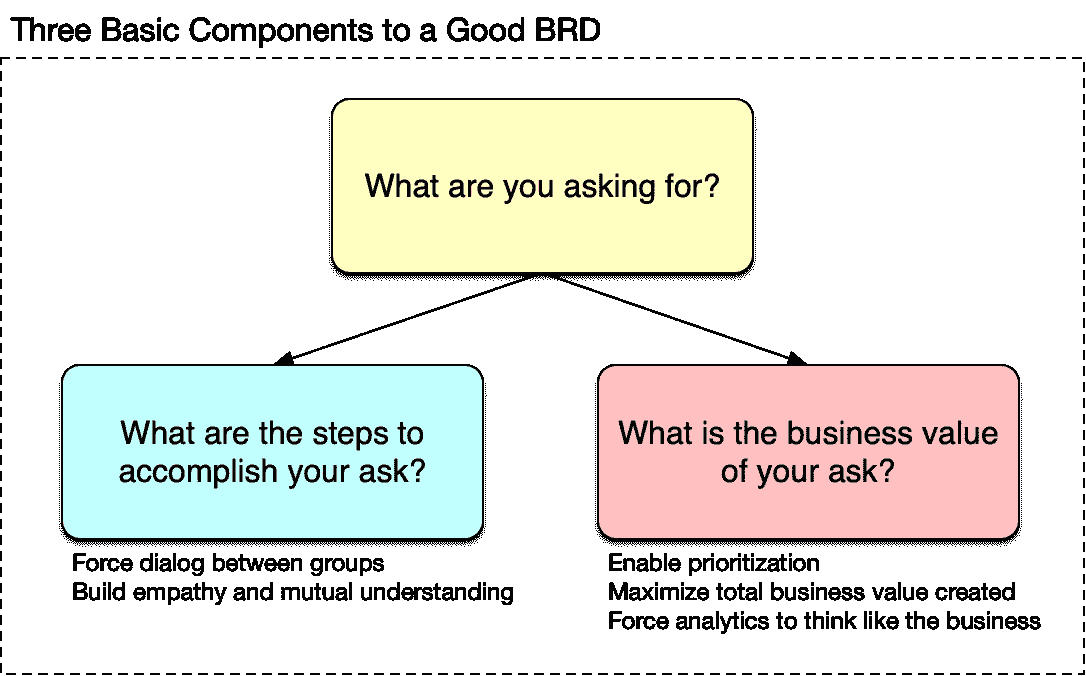 Three Basic Components to a Good BRD
What are you asking for?
What are the steps to
accomplish your ask?
Force dialog between groups
Build empathy and mutual understanding
What is the business value
of your ask?
Enable prioritization
Maximize total business value created
Force analytics to think like the business